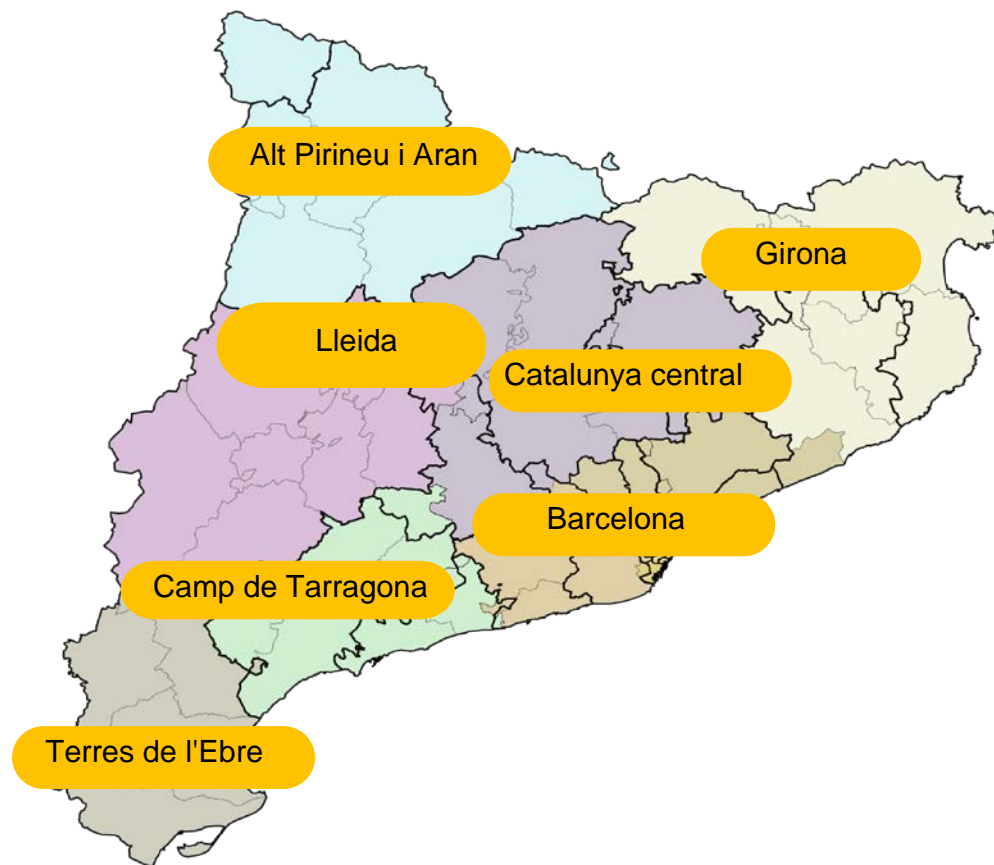 Alt Pirineu i Aran
Girona
Lleida
Catalunya central
Barcelona
Camp de Tarragona
Terres de l'Ebre